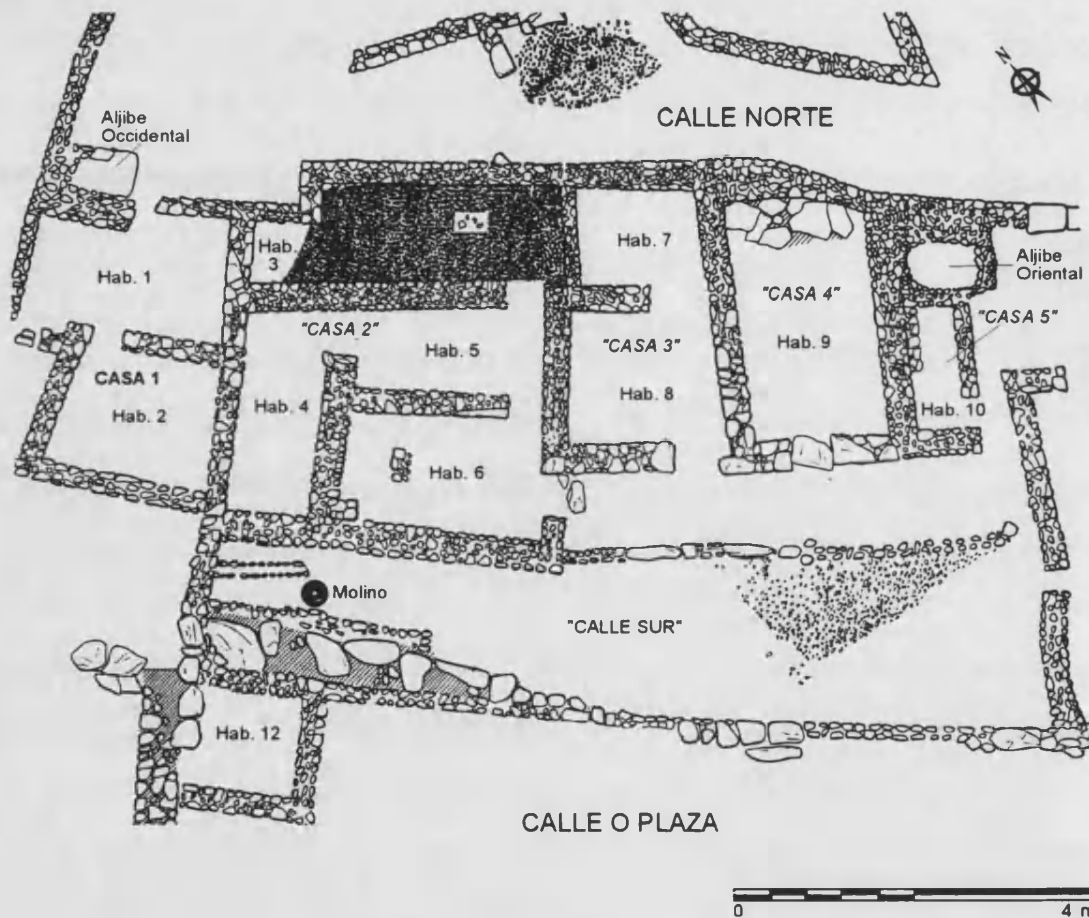 N
CALLE NORTE
Aljibe
Occidental
Hab.
3
Hab. 7
Hab. 1
Aljibe
Oriental
"CASA 4"
"CASA 2"
"CASA 5"
Hab. 5
"CASA 3"
Hab. 9
CASA 1
Hab. 2
Hab. 4
Hab. 8
Hab. 10
Hab. 6
Molino
"CALLE SUR"
Hab. 12
CALLE O PLAZA
0 4 m